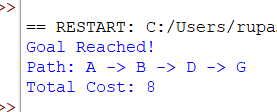 >>
== RESTART: C:/Users/rupa
Goal Reached!
Path: A -> B -> D -> G
Total Cost: 8
>>